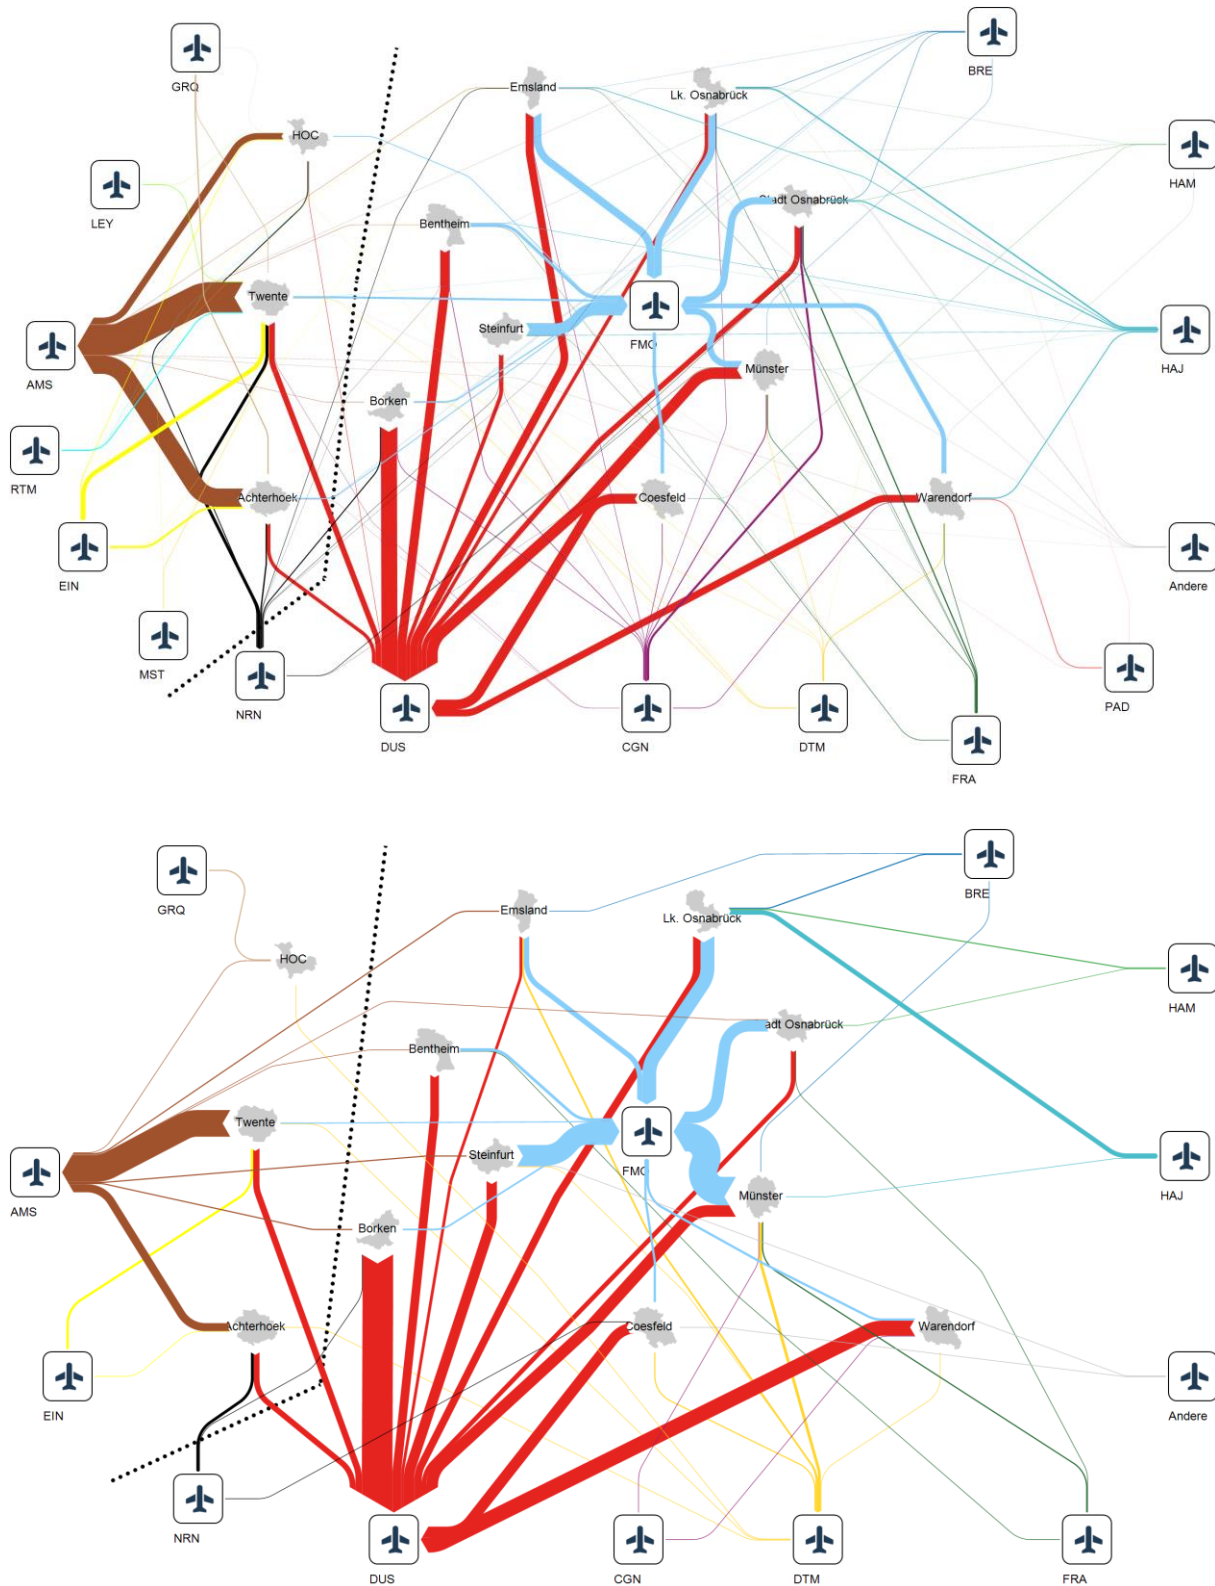 BRE
GRQ
Emsland
Lk. Osnabrück
HOC
HAM
LEY
Stadt Osnabrück
Bentheim
Twente
Steinfurt
FMO
HAJ
AMS
Münster
Borken
RTM
Achterhoek
Coesfeld
Warendorf
EIN
Andere
MST
NRN
PAD
DUS
CGN
DTM
FRA
BRE
GRQ
Emsland
Lk. Osnabrück
HOC
HAM
adt Osnabrück
Bentheim
Twente
Steinfurt
FMO
HAJ
AMS
Münster
Borken
Achterhoek
Coesfeld
Warendorf
EIN
Andere
NRN
DUS
CGN
DTM
FRA